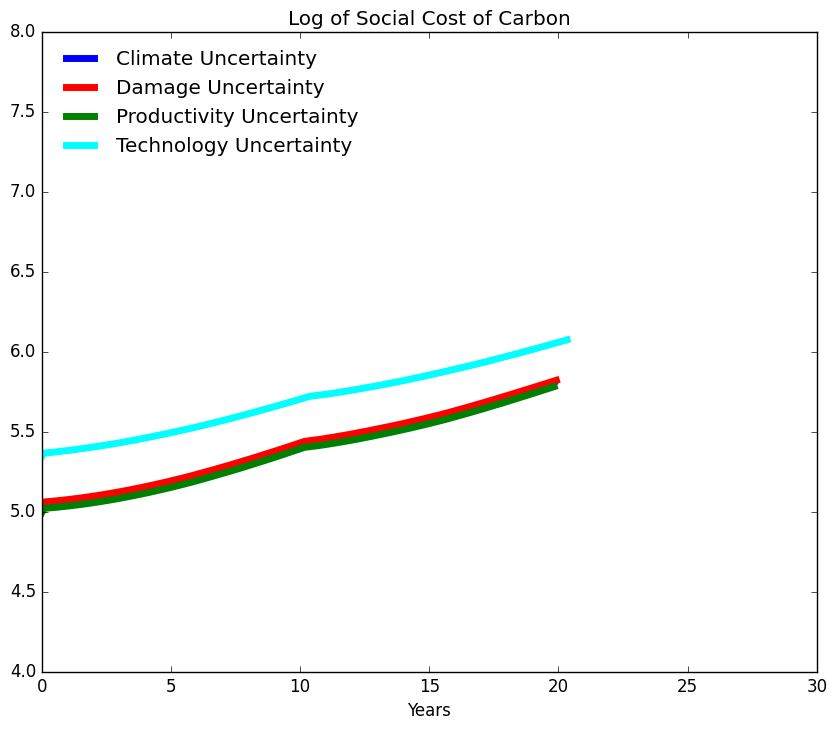 Log of Social Cost of Carbon
8.0
7.5
7.0
6.5
6.0
5.5
5.0
4.5
4.0
Climate Uncertainty
Damage Uncertainty
Productivity Uncertainty
Technology Uncertainty
0 5 10 15 20 25 30
Years